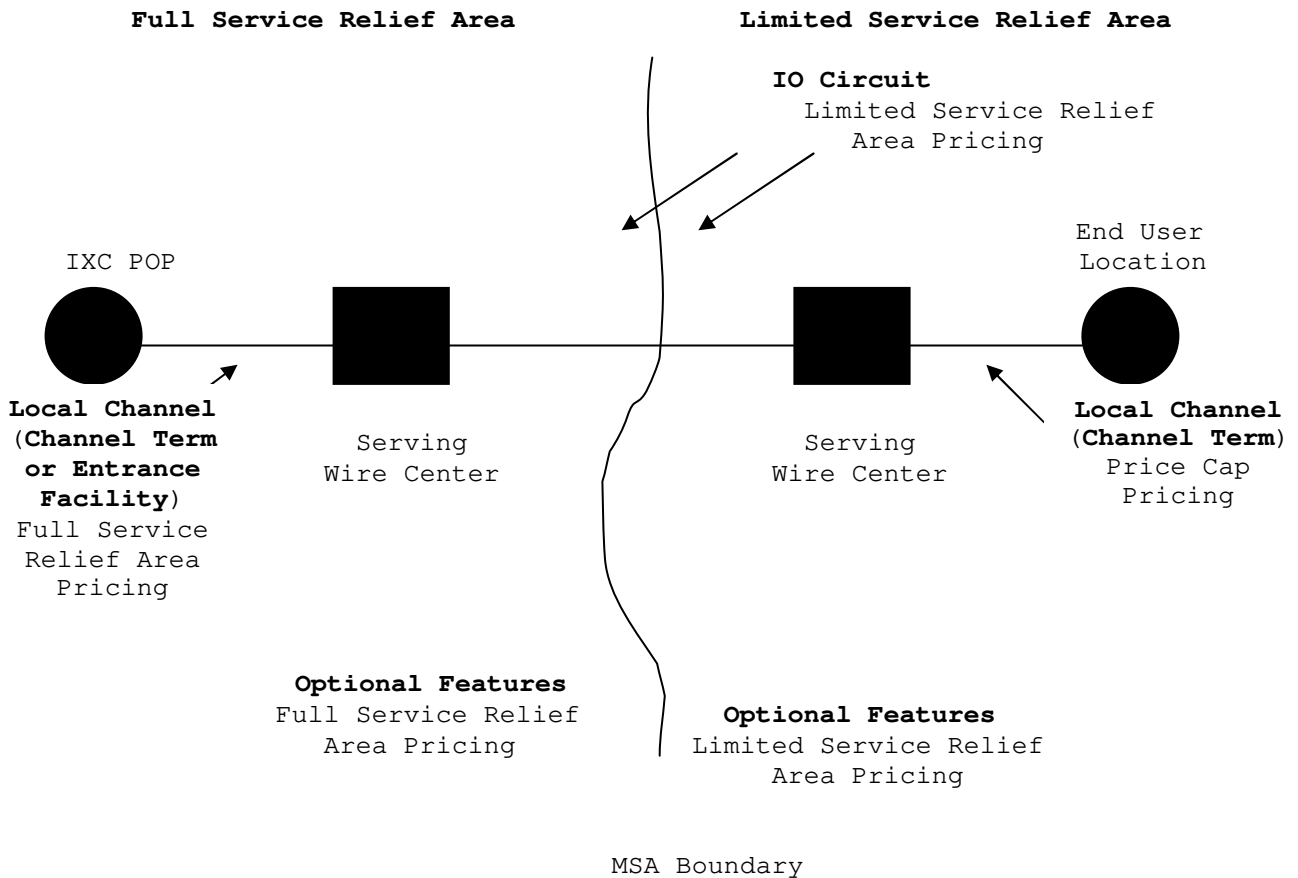 Full Service Relief Area
Limited Service Relief Area
IO Circuit
Limited Service Relief
Area Pricing
IXC POP
End User
Location
Local Channel
(Channel Term
or Entrance
Facility)
Full Service
Relief Area
Pricing
Serving
Wire Center
Serving
Wire Center
Local Channel
(Channel Term)
Price Cap
Pricing
Optional Features
Full Service Relief
Area Pricing
Optional Features
Limited Service Relief
Area Pricing
MSA Boundary